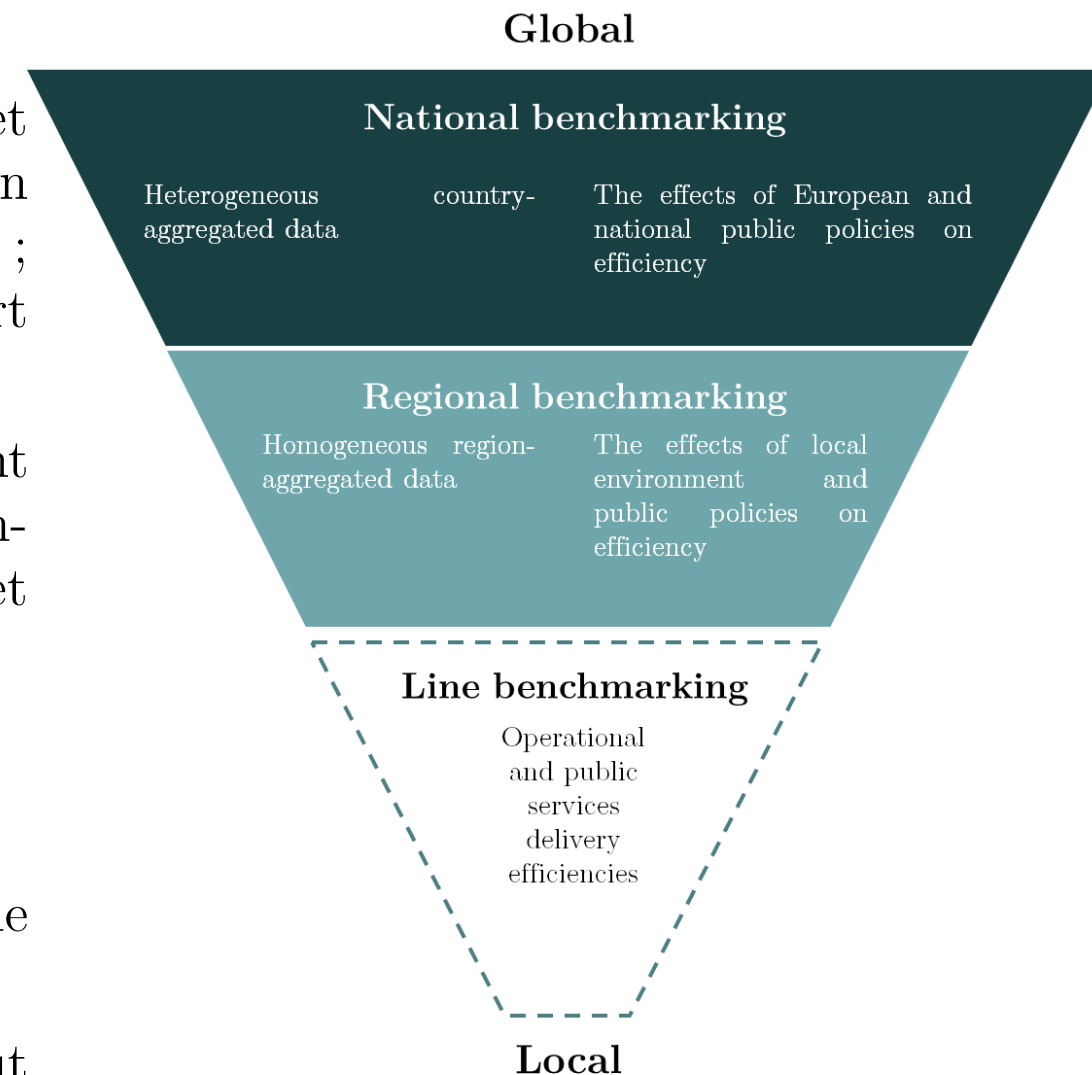 Global
National benchmarking
Heterogeneous country-
aggregated data
The effects of European and
national public policies on
efficiency
Regional benchmarking
Homogeneous region-
aggregated data
The effects of local
environment and
public policies on
efficiency
Line benchmarking
Operational
and public
services
delivery
efficiencies
Local
;